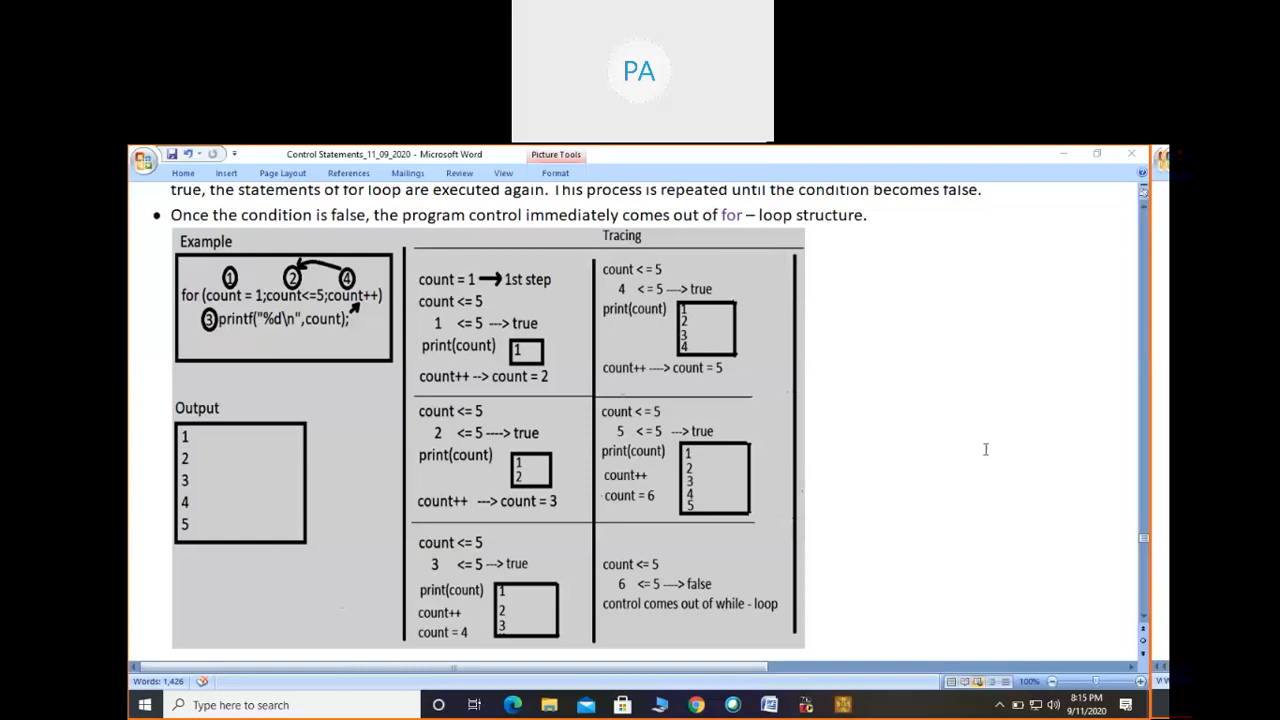 PA
Control Statements_11_09_2020 - Microsoft Word
Picture Tools
Home Insert Page Layout References Mailings Review View Format
true, the statements of for loop are executed again. This process is repeated until the condition becomes false.
• Once the condition is false, the program control immediately comes out of for – loop structure.
Example
1 2 4
for (count = 1;count<=5;count++)
3 printf("%d\n",count);
Output
1
2
3
4
5
Tracing
count = 1 → 1st step
count <= 5
1 <= 5 ---> true
print(count) 1
count++ --> count = 2
count <= 5
2 <= 5 ----> true
print(count)
1
2
count++ ---> count = 3
count <= 5
3 <= 5 ---> true
print(count)
1
2
3
count++
count = 4
count < = 5
4 <= 5 ---> true
print(count)
1
2
3
4
count++ ----> count = 5
count < = 5
5 <= 5 ---> true
print(count)
1
2
3
4
5
count++
count = 6
count <= 5
6 <= 5 ----> false
control comes out of while - loop
Words: 1,426
100%
Type here to search
8:15 PM
9/11/2020